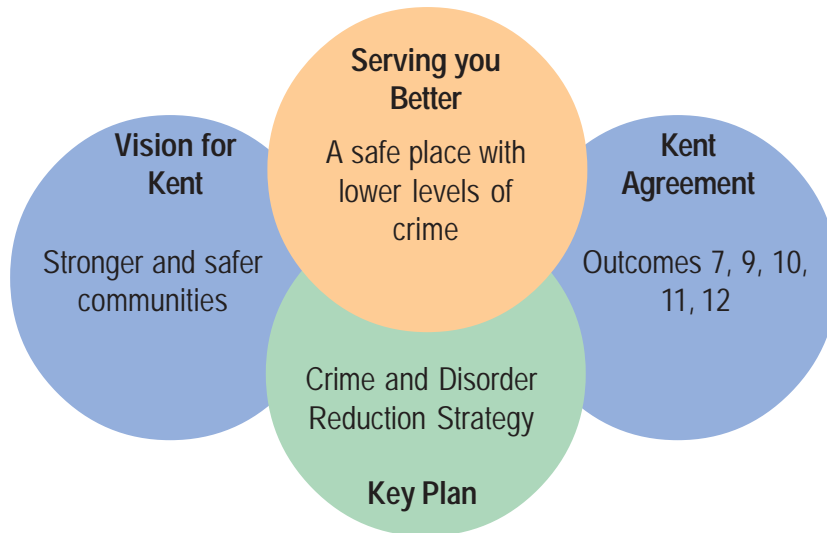 Serving you
Better
A safe place with
lower levels of
crime
Vision for
Kent
Stronger and safer
communities
Kent
Agreement
Outcomes 7, 9, 10,
11, 12
Crime and Disorder
Reduction Strategy
Key Plan